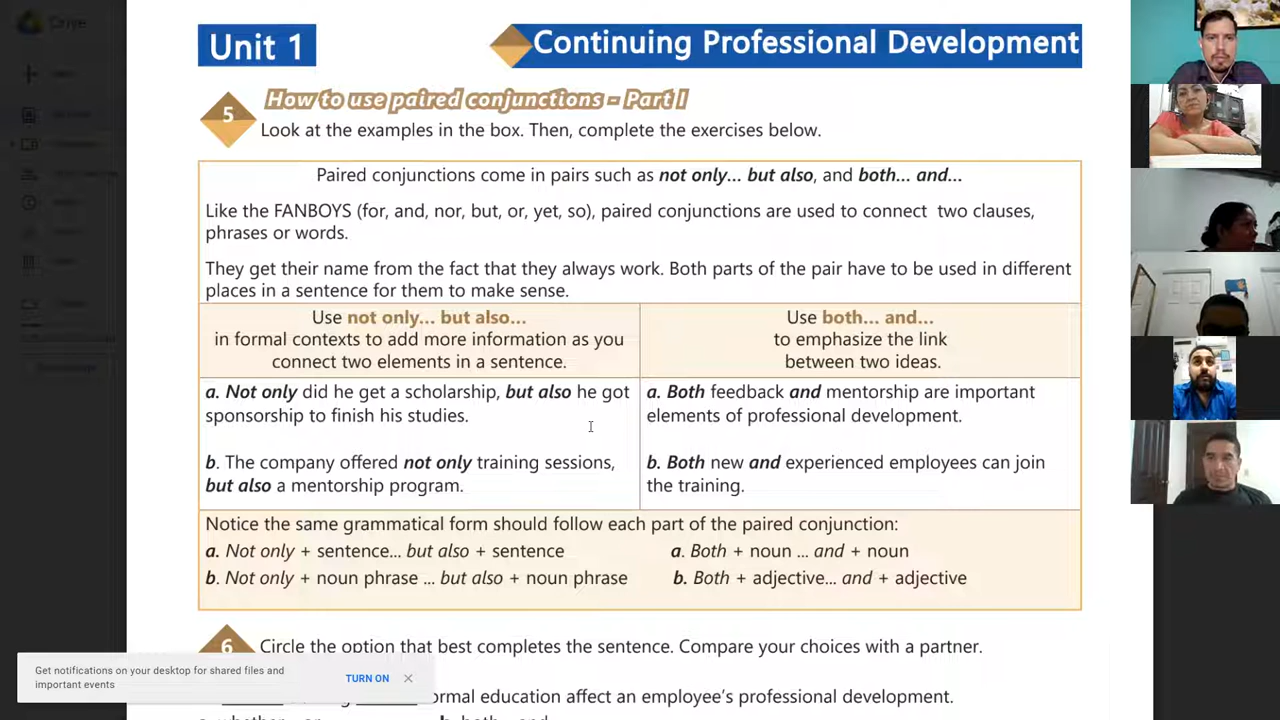 Unit 1
Continuing Professional Development
5
How to use paired conjunctions - Part I
Look at the examples in the box. Then, complete the exercises below.
Paired conjunctions come in pairs such as not only... but also, and both... and...
Like the FANBOYS (for, and, nor, but, or, yet, so), paired conjunctions are used to connect two clauses,
phrases or words.
They get their name from the fact that they always work. Both parts of the pair have to be used in different
places in a sentence for them to make sense.
Use not only... but also...
in formal contexts to add more information as you
connect two elements in a sentence.
Use both... and...
to emphasize the link
between two ideas.
a. Not only did he get a scholarship, but also he got
sponsorship to finish his studies.
b. The company offered not only training sessions,
but also a mentorship program.
a. Both feedback and mentorship are important
elements of professional development.
b. Both new and experienced employees can join
the training.
Notice the same grammatical form should follow each part of the paired conjunction:
a. Not only + sentence... but also + sentence
b. Not only + noun phrase ... but also + noun phrase
a. Both + noun ... and + noun
b. Both + adjective... and + adjective
6
Circle the option that best completes the sentence. Compare your choices with a partner.
ormal education affect an employee's professional development.
a. whether - or
b. both - and
Get notifications on your desktop for shared files and
important events
TURN ON
Drive